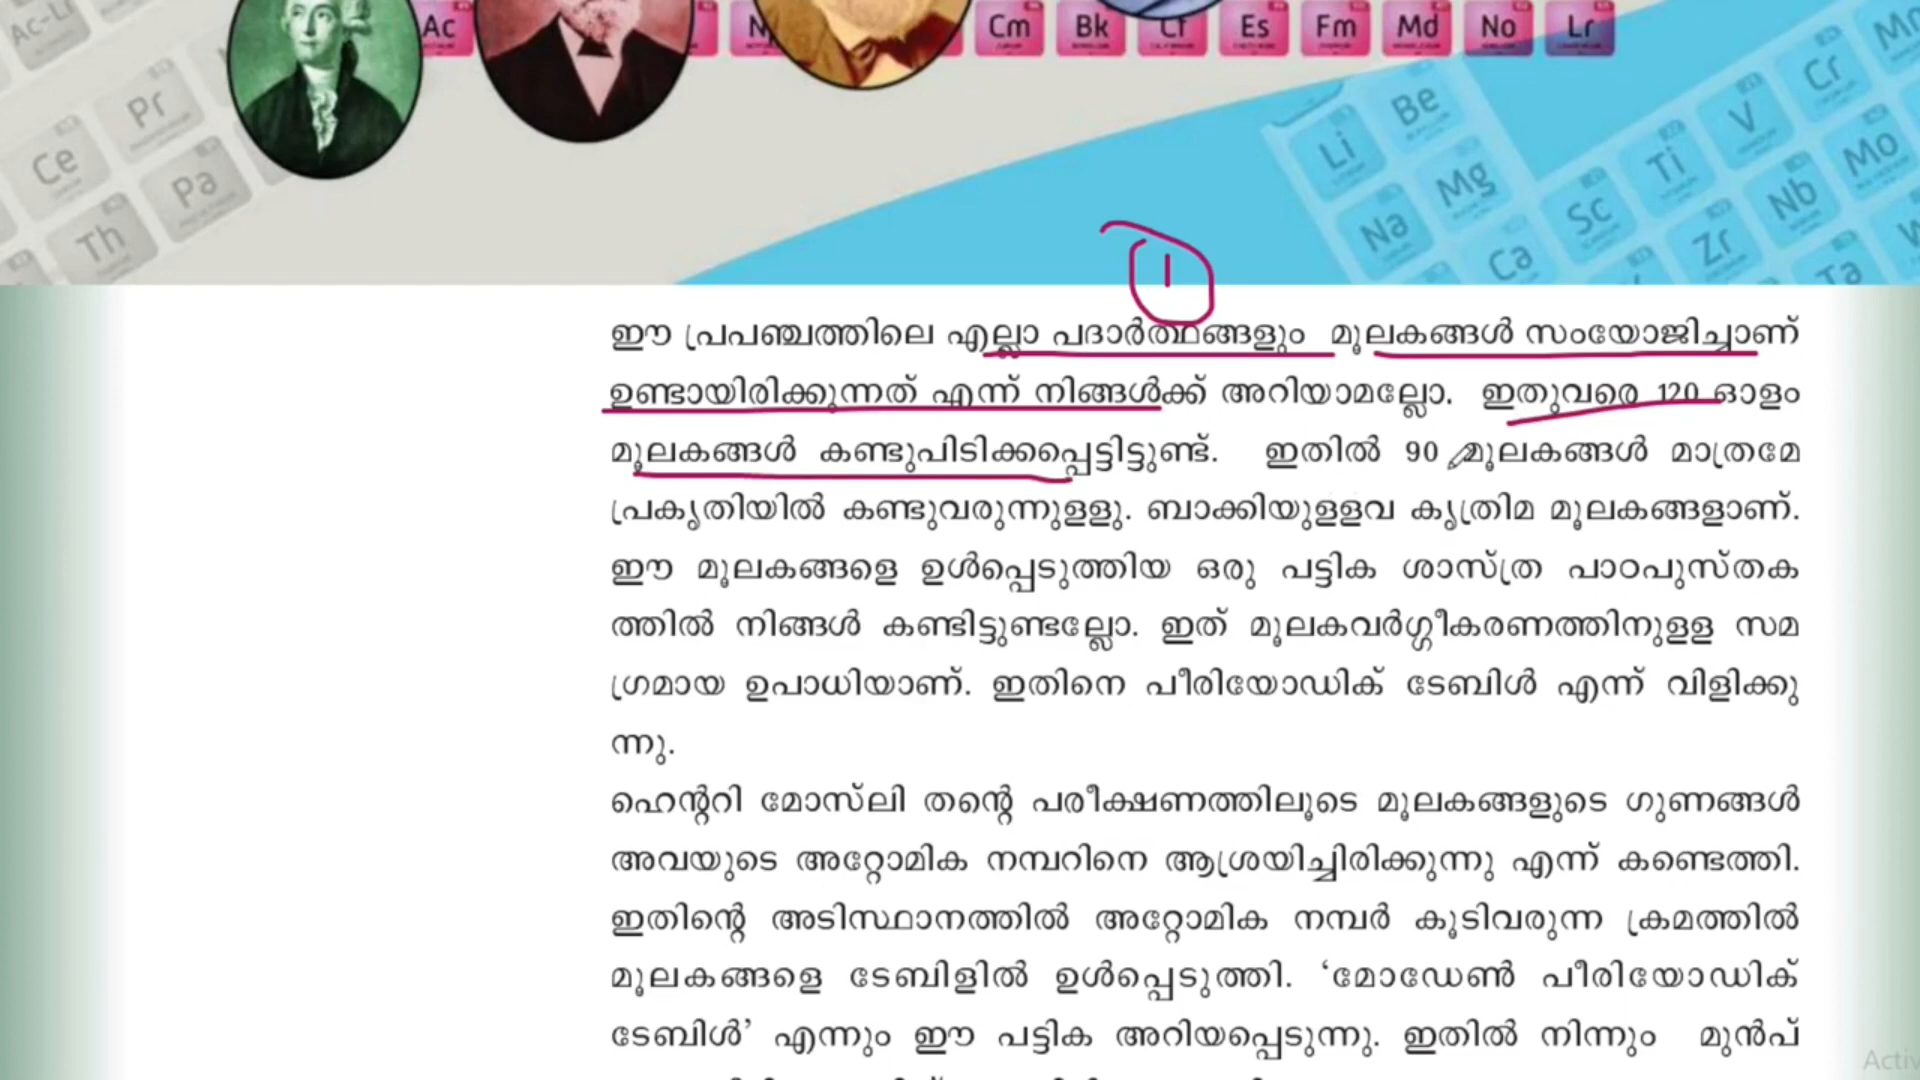 Ac-L
Ac
N
Cm
Bk
Cf
Es
Fm
Md
No
Lr
Pr
Ce
Pa
Th
Be
Li
Mg
Na
Ca
Sc
Ti
V
Cr
Zr
Nb
Mo
Mn
Ta
W
1
ഈ പ്രപഞ്ചത്തിലെ എല്ലാ പദാർത്ഥങ്ങളും മൂലകങ്ങൾ സംയോജിച്ചാണ്
ഉണ്ടായിരിക്കുന്നത് എന്ന് നിങ്ങൾക്ക് അറിയാമല്ലോ. ഇതുവരെ 120 ഓളം
മൂലകങ്ങൾ കണ്ടുപിടിക്കപ്പെട്ടിട്ടുണ്ട്. ഇതിൽ 90 മൂലകങ്ങൾ മാത്രമേ
പ്രകൃതിയിൽ കണ്ടുവരുന്നുള്ളു. ബാക്കിയുള്ളവ കൃത്രിമ മൂലകങ്ങളാണ്.
ഈ മൂലകങ്ങളെ ഉൾപ്പെടുത്തിയ ഒരു പട്ടിക ശാസ്ത്ര പാഠപുസ്തക
ത്തിൽ നിങ്ങൾ കണ്ടിട്ടുണ്ടല്ലോ. ഇത് മൂലകവർഗ്ഗീകരണത്തിനുള്ള സമ
ഗ്രമായ ഉപാധിയാണ്. ഇതിനെ പീരിയോഡിക് ടേബിൾ എന്ന് വിളിക്കു
ന്നു.
ഹെന്റി മോസ്‌ലി തന്റെ പരീക്ഷണത്തിലൂടെ മൂലകങ്ങളുടെ ഗുണങ്ങൾ
അവയുടെ അറ്റോമിക നമ്പറിനെ ആശ്രയിച്ചിരിക്കുന്നു എന്ന് കണ്ടെത്തി.
ഇതിന്റെ അടിസ്ഥാനത്തിൽ അറ്റോമിക നമ്പർ കൂടിവരുന്ന ക്രമത്തിൽ
മൂലകങ്ങളെ ടേബിളിൽ ഉൾപ്പെടുത്തി. ‘മോഡേൺ പീരിയോഡിക്
ടേബിൾ’ എന്നും ഈ പട്ടിക അറിയപ്പെടുന്നു. ഇതിൽ നിന്നും മുൻപ്
Activ